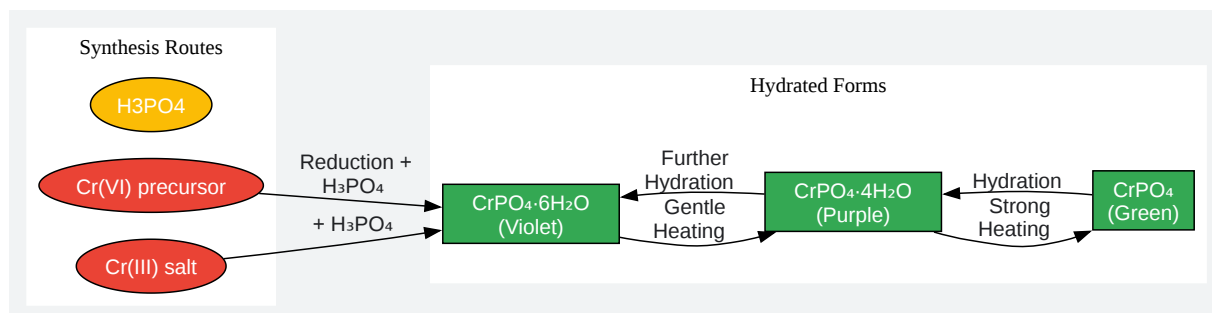 Synthesis Routes
H3PO4
Cr(VI) precursor
Cr(III) salt
Reduction +
H₃PO₄
+ H₃PO₄
Hydrated Forms
CrPO₄·6H₂O
(Violet)
Further
Hydration
Gentle
Heating
CrPO₄·4H₂O
(Purple)
Hydration
Strong
Heating
CrPO₄
(Green)